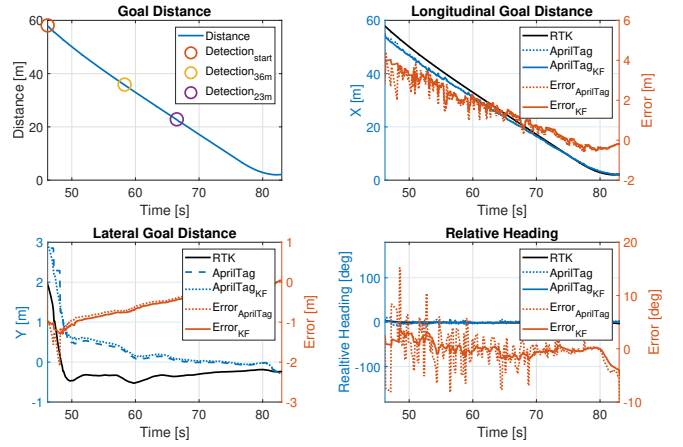 Goal Distance
Distance [m]
60
40
20
0
50
60
70
80
Time [s]
Distance
Detection_start
Detection_36m
Detection_23m
Longitudinal Goal Distance
X [m]
60
50
40
30
20
10
0
50
60
70
80
Time [s]
6
4
2
0
-2
Error [m]
RTK
AprilTag
AprilTag_KF
Error_AprilTag
Error_KF
Lateral Goal Distance
Y [m]
3
2
1
0
-1
50
60
70
80
Time [s]
1
0
-1
-2
-3
Error [m]
RTK
AprilTag
AprilTag_KF
Error_AprilTag
Error_KF
Relative Heading
Realtive Heading [deg]
100
0
-100
50
60
70
80
Time [s]
20
10
0
-10
Error [deg]
RTK
AprilTag
AprilTag_KF
Error_AprilTag
Error_KF